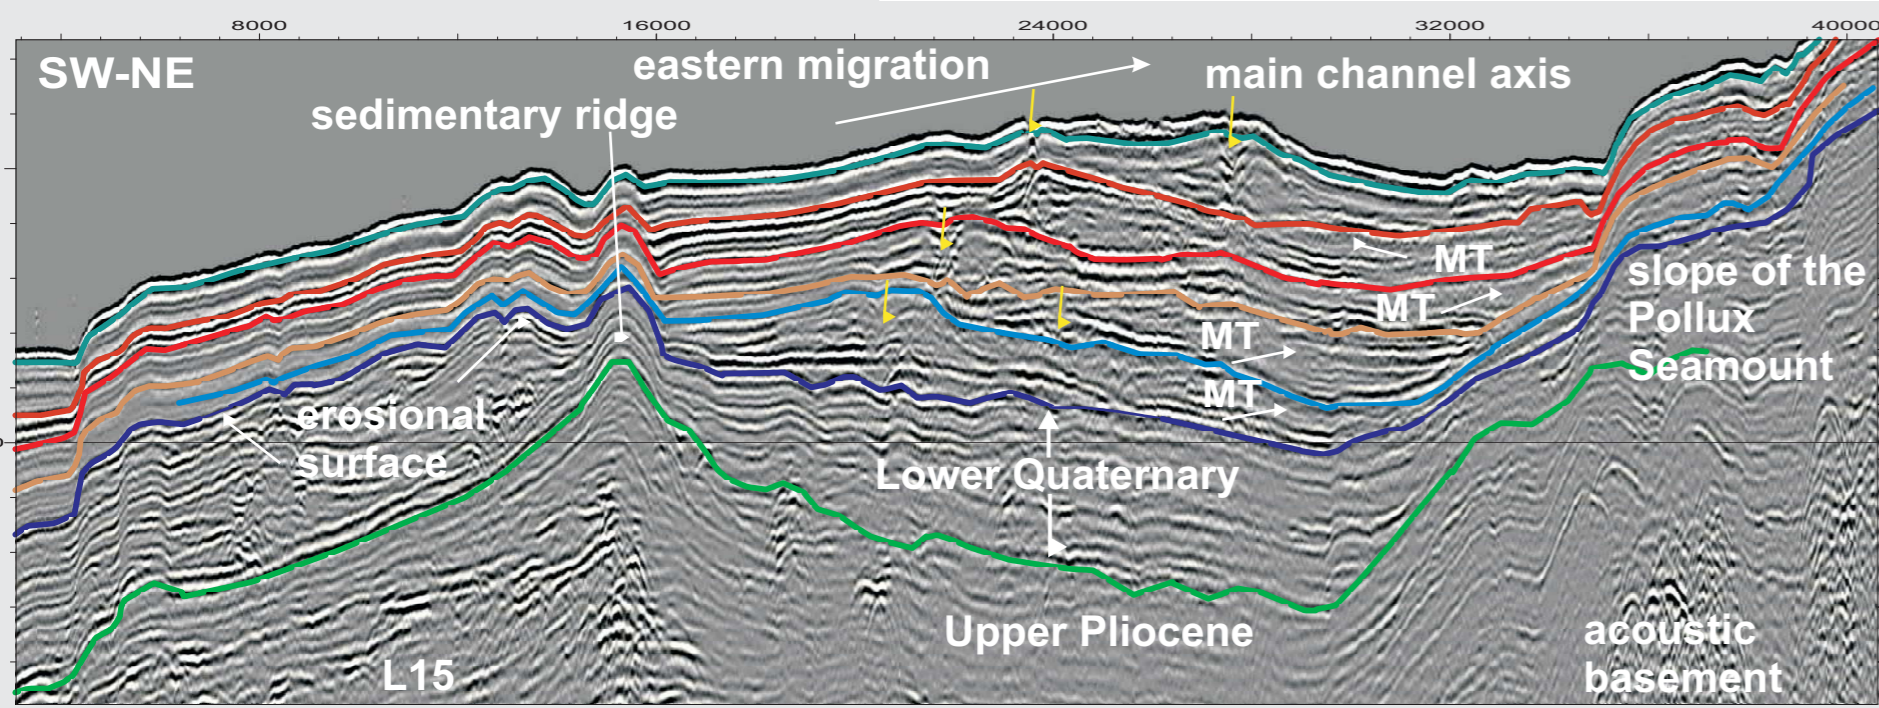 8000 16000 24000 32000 40000
SW-NE
eastern migration
main channel axis
sedimentary ridge
MT
MT
MT
MT
slope of the
Pollux
Seamount
erosional
surface
Lower Quaternary
Upper Pliocene
L15
acoustic
basement